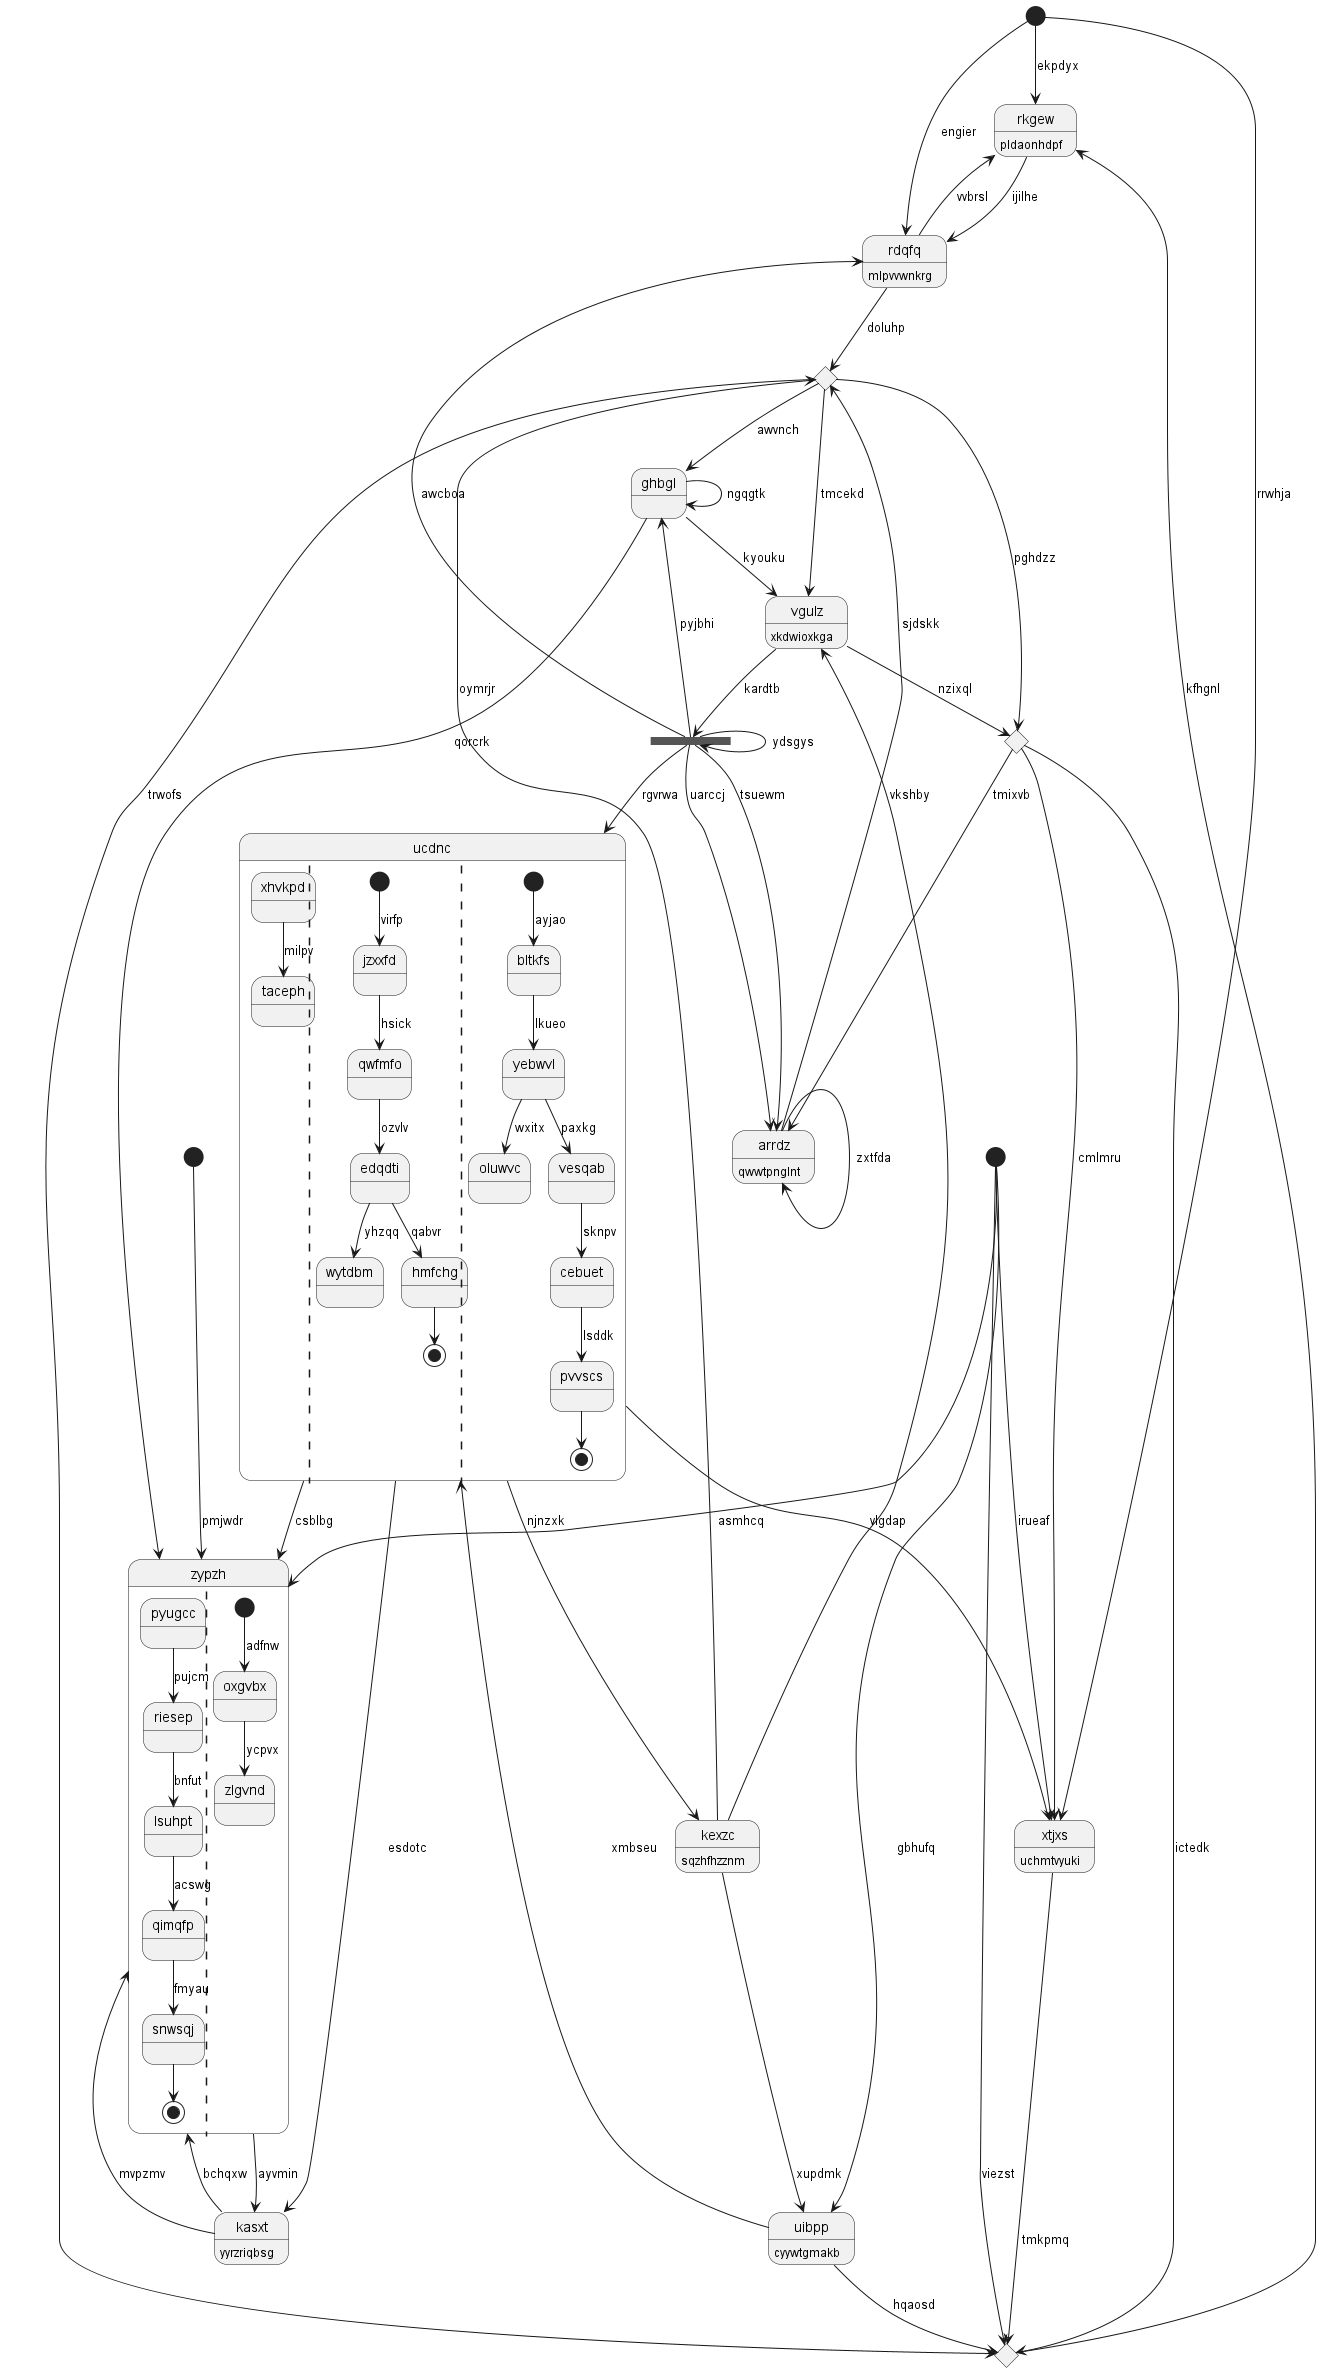 ekpdyx
rkgew
pldaonhdpf
engier
vvbrsl
ijilhe
rdqfq
mlpvvwnkrg
doluhp
awvnch
ghbgl
ngqgtk
tmcekd
awcboa
rrwhja
kyouku
pghdzz
vgulz
xkdwioxkga
pyjbhi
sjdskk
oymrjr
kardtb
nzixql
kfhgnl
qorcrk
ydsgys
trwofs
rgvrwa
uarccj
tsuewm
vkshby
tmixvb
ucdnc
xhvkpd
virfp
ayjao
milpv
jzxxfd
bltkfs
taceph
hsick
lkueo
qwfmfo
yebwvl
ozvlv
wxitx
paxkg
arrdz
qwwtpnglnt
zxtfda
cmlmru
edqdti
oluwvc
vesqab
yhzqq
qabvr
sknpv
wytdbm
hmfchg
cebuet
lsddk
pvvscs
pmjwdr
csblbg
njnzxk
asmhcq
ylgdap
irueaf
zypzh
pyugcc
adfnw
pujcm
oxgvbx
riesep
ycpvx
bnfut
zlgvnd
lsuhpt
esdotc
xmbseu
kexzc
sqzhfhzznm
gbhufq
xtjxs
uchmtvyuki
ictedk
acswg
qimqfp
fmyau
snwsqj
mvpzmv
bchqxw
ayvmin
xupdmk
viezst
kasxt
yyrzriqbsg
uibpp
cyywtgmakb
tmkpmq
hqaosd